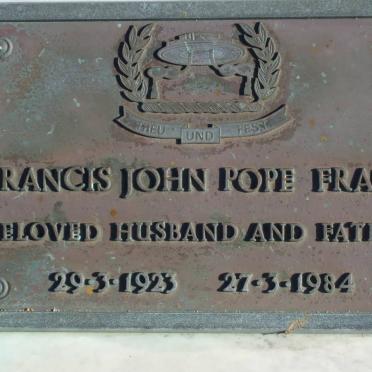 TREU UND FEST
RANCIS JOHN POPE FRA
ELOVED HUSBAND AND FAT
29·3·1923 27·3·1984